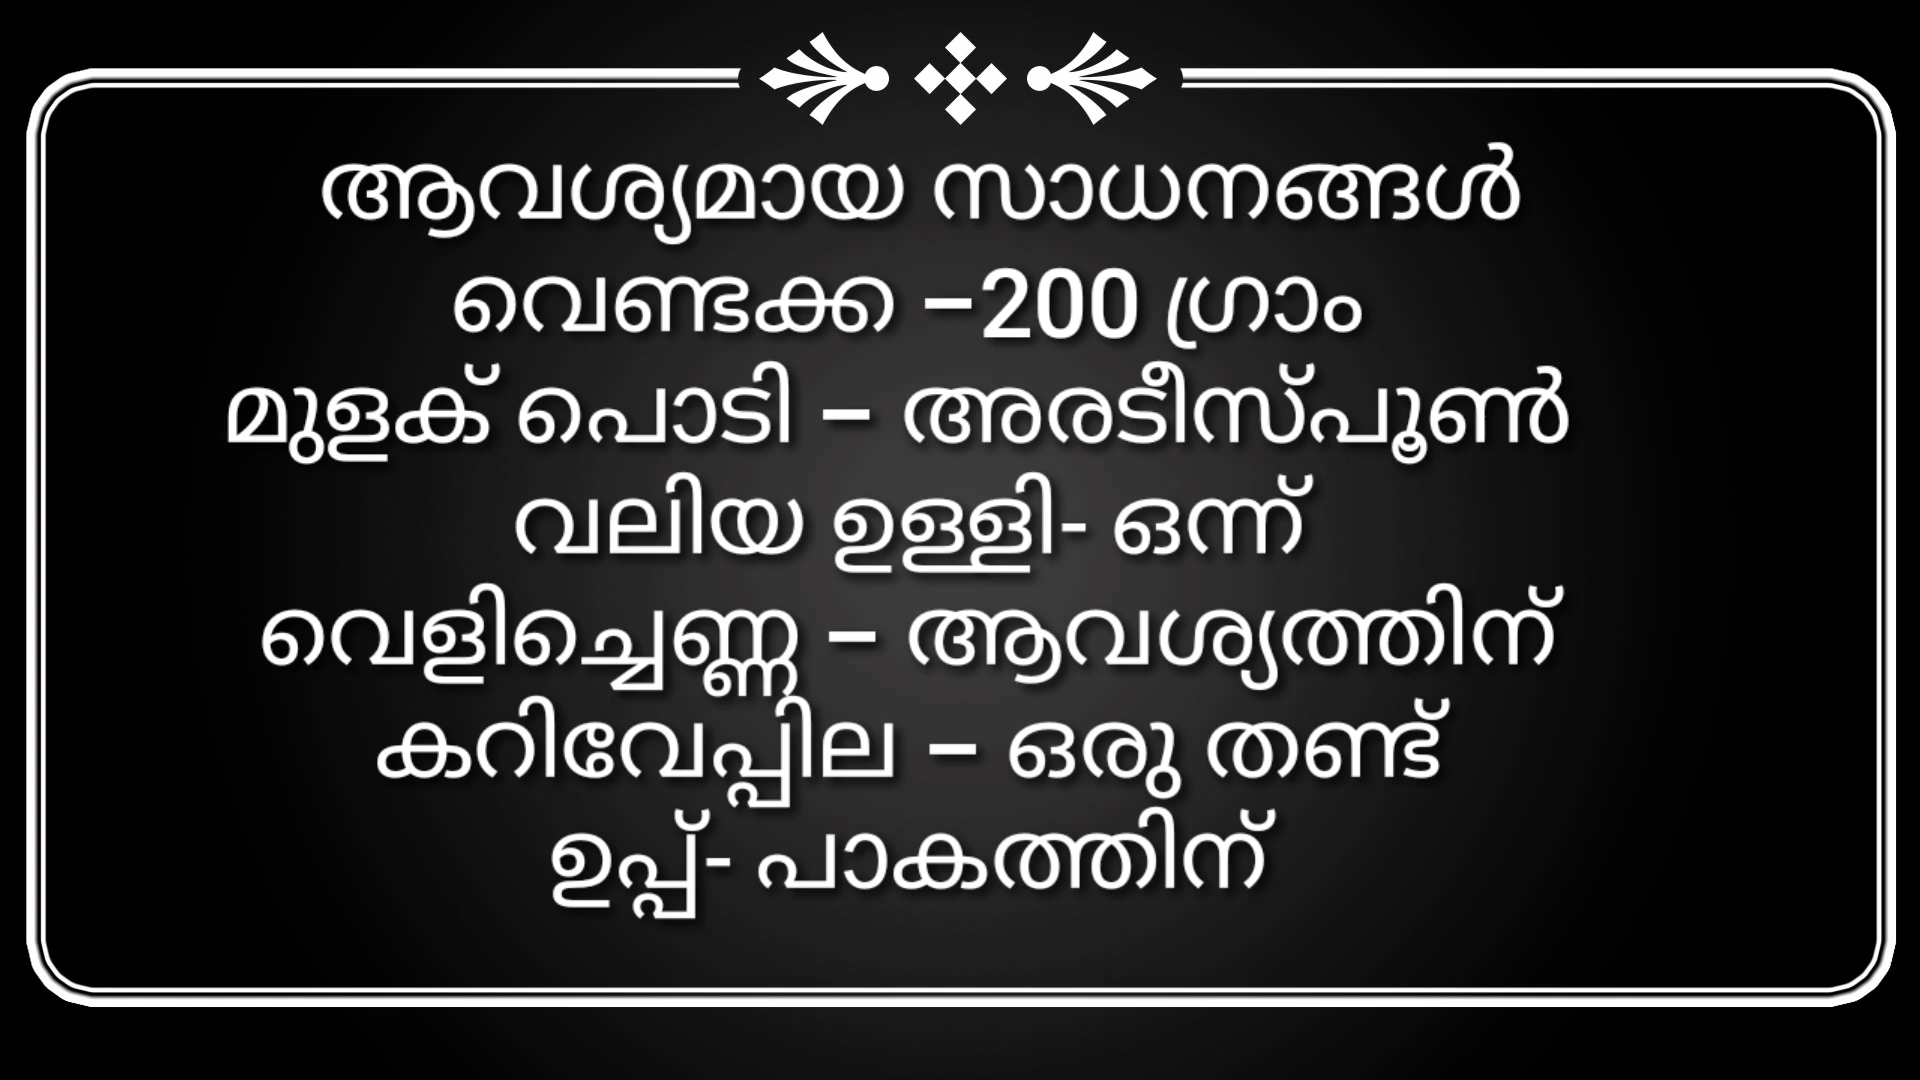 ആവശ്യമായ സാധനങ്ങൾ
വെണ്ടക്ക –200 ഗ്രാം
മുളക് പൊടി – അരടീസ്പൂൺ
വലിയ ഉള്ളി- ഒന്ന്
വെളിച്ചെണ്ണ – ആവശ്യത്തിന്
കറിവേപ്പില – ഒരു തണ്ട്
ഉപ്പ്- പാകത്തിന്